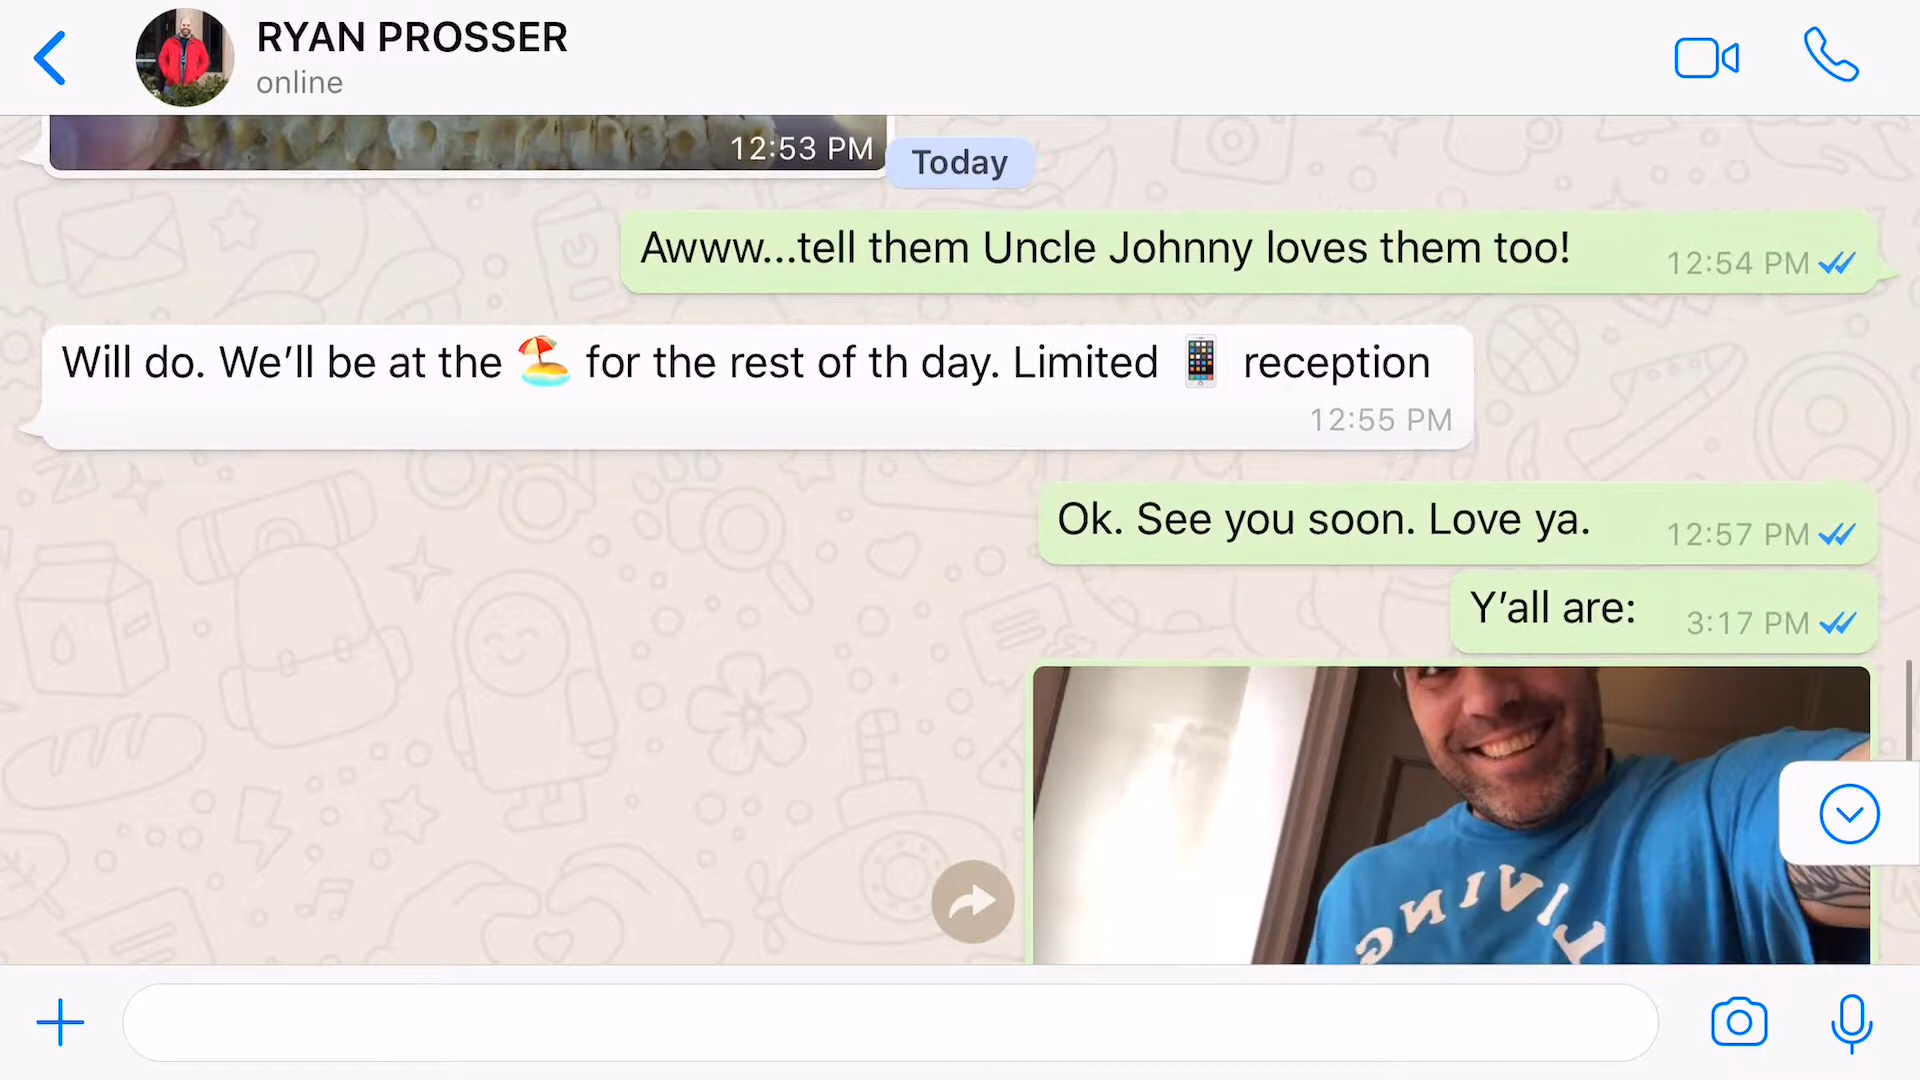 RYAN PROSSER
online
12:53 PM
Today
Awww...tell them Uncle Johnny loves them too!
12:54 PM
Will do. We’ll be at the 🏖️ for the rest of th day. Limited 📱 reception
12:55 PM
Ok. See you soon. Love ya.
12:57 PM
Y’all are:
3:17 PM
LIVING